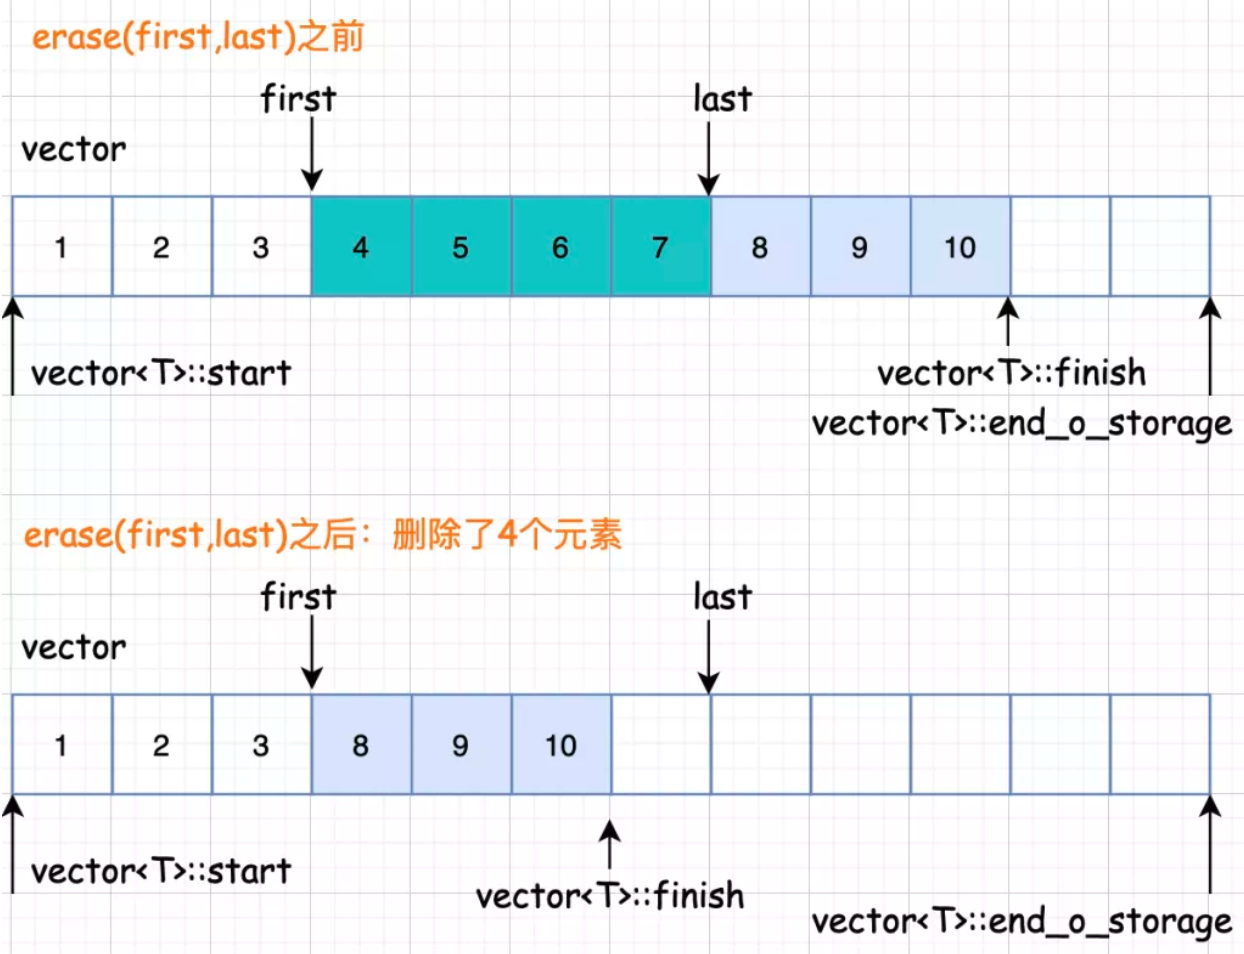 erase(first,last)之前
first last
vector
1 2 3 4 5 6 7 8 9 10
vector<T>::start vector<T>::finish
vector<T>::end_o_storage
erase(first,last)之后：删除了4个元素
first last
vector
1 2 3 8 9 10
vector<T>::start
vector<T>::finish
vector<T>::end_o_storage